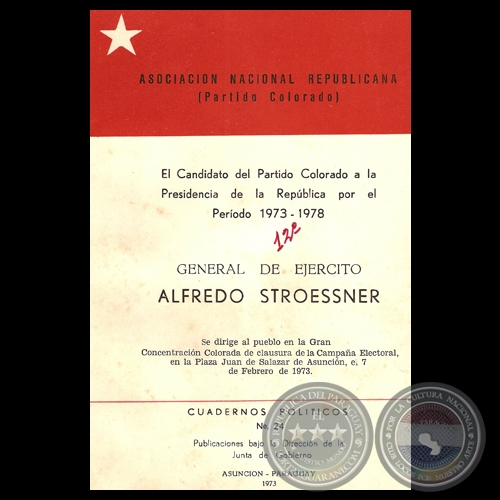 ASOCIACION NACIONAL REPUBLICANA
(Partido Colorado)
El Candidato del Partido Colorado a la
Presidencia de la República por el
Período 1973 - 1978
12º
GENERAL DE EJERCITO
ALFREDO STROESSNER
Se dirige al pueblo en la Gran
Concentración Colorada de clausura de la Campaña Electoral,
en la Plaza Juan de Salazar de Asunción, e. 7
de Febrero de 1973.
CUADERNOS POLITICOS
No. 24
Publicaciones bajo la Dirección de la
Junta de Gobierno
ASUNCION - PARAGUAY
1973